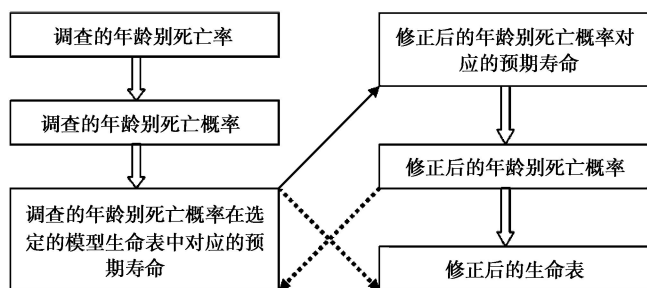 调查的年龄别死亡率
调查的年龄别死亡概率
调查的年龄别死亡概率在选
定的模型生命表中对应的预
期寿命
修正后的年龄别死亡概率对
应的预期寿命
修正后的年龄别死亡概率
修正后的生命表